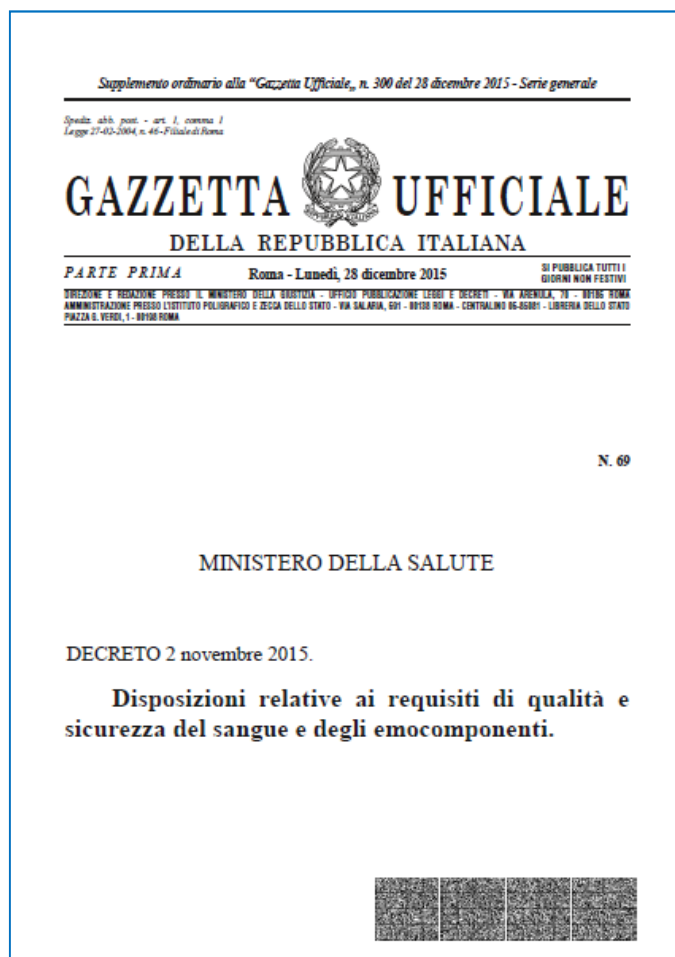 Supplemento ordinario alla “Gazzetta Ufficiale„ n. 300 del 28 dicembre 2015 - Serie generale
Spediz. abb. post. - art. 1, comma 1
Legge 27-02-2004, n. 46 - Filiale di Roma
GAZZETTA UFFICIALE
DELLA REPUBBLICA ITALIANA
PARTE PRIMA Roma - Lunedì, 28 dicembre 2015 SI PUBBLICA TUTTI I
GIORNI NON FESTIVI
DIREZIONE E REDAZIONE PRESSO IL MINISTERO DELLA GIUSTIZIA - UFFICIO PUBBLICAZIONE LEGGI E DECRETI - VIA ARENULA, 70 - 00186 ROMA
AMMINISTRAZIONE PRESSO L'ISTITUTO POLIGRAFICO E ZECCA DELLO STATO - VIA SALARIA, 691 - 00138 ROMA - CENTRALINO 06-85081 - LIBRERIA DELLO STATO
PIAZZA G. VERDI, 1 - 00198 ROMA
N. 69
MINISTERO DELLA SALUTE
DECRETO 2 novembre 2015.
Disposizioni relative ai requisiti di qualità e
sicurezza del sangue e degli emocomponenti.